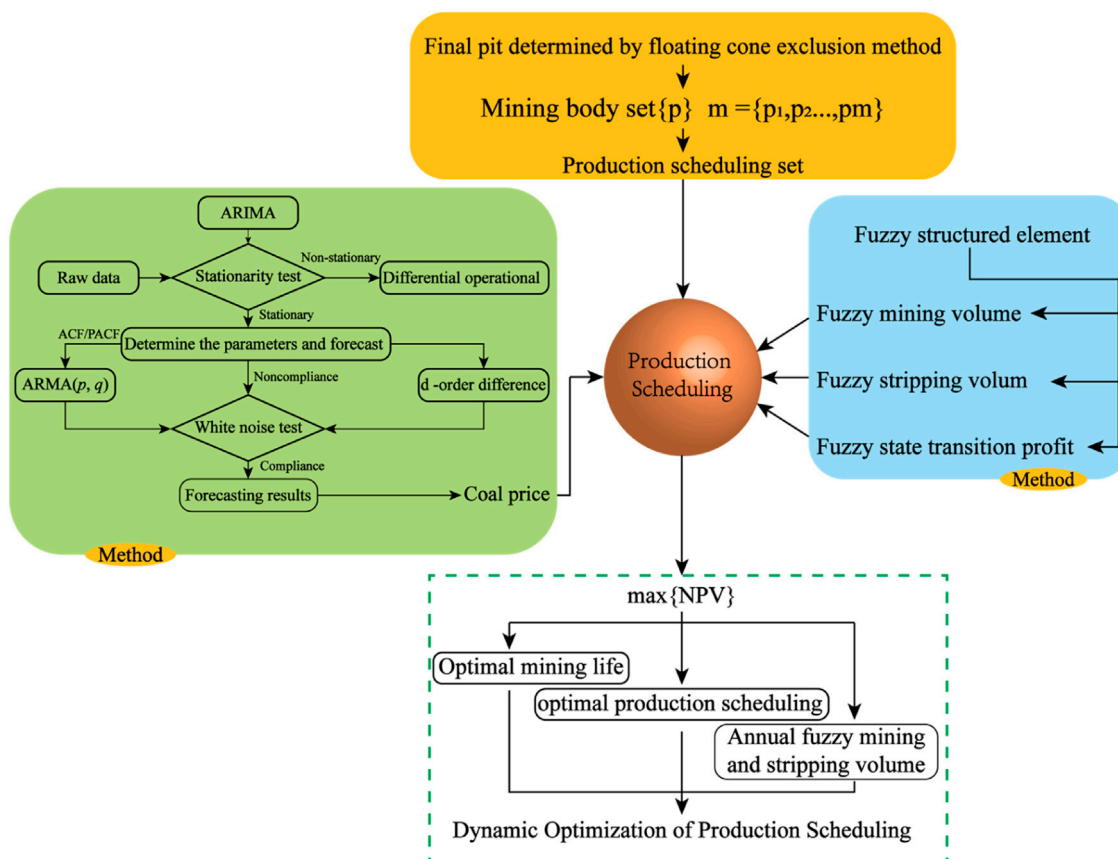 Final pit determined by floating cone exclusion method
Mining body set{p} m ={p₁,p₂...,pm}
Production scheduling set
ARIMA
Raw data
Stationarity test
Non-stationary
Differential operational
Stationary
ACF/PACF
Determine the parameters and forecast
ARMA(p, q)
Noncompliance
d -order difference
White noise test
Compliance
Forecasting results
Coal price
Method
Production
Scheduling
Fuzzy structured element
Fuzzy mining volume
Fuzzy stripping volum
Fuzzy state transition profit
Method
max{NPV}
Optimal mining life
optimal production scheduling
Annual fuzzy mining
and stripping volume
Dynamic Optimization of Production Scheduling